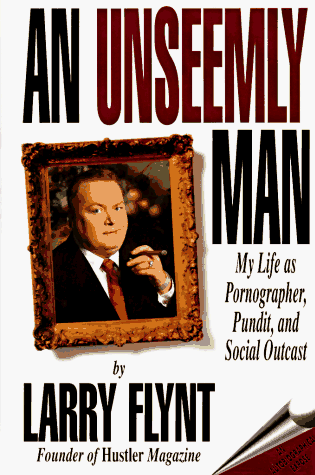 AN UNSEEMLY
MAN
My Life as
Pornographer,
Pundit, and
Social Outcast
by
LARRY FLYNT
Founder of Hustler Magazine